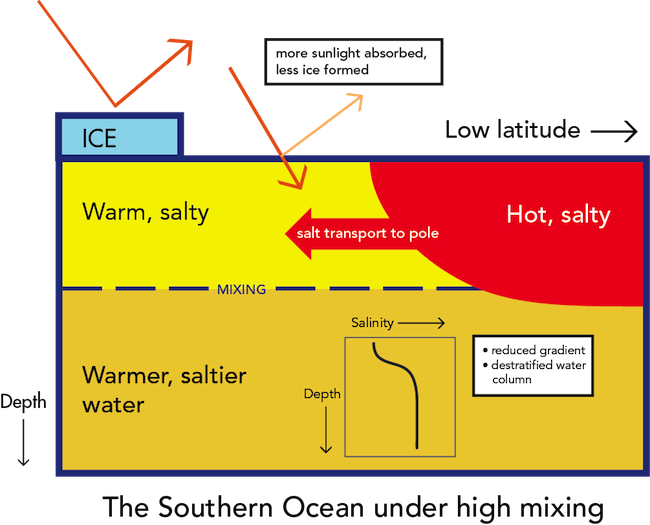 more sunlight absorbed,
less ice formed
ICE
Low latitude
Warm, salty
Hot, salty
salt transport to pole
MIXING
Salinity
• reduced gradient
• destratified water
column
Warmer, saltier
water
Depth
Depth
The Southern Ocean under high mixing